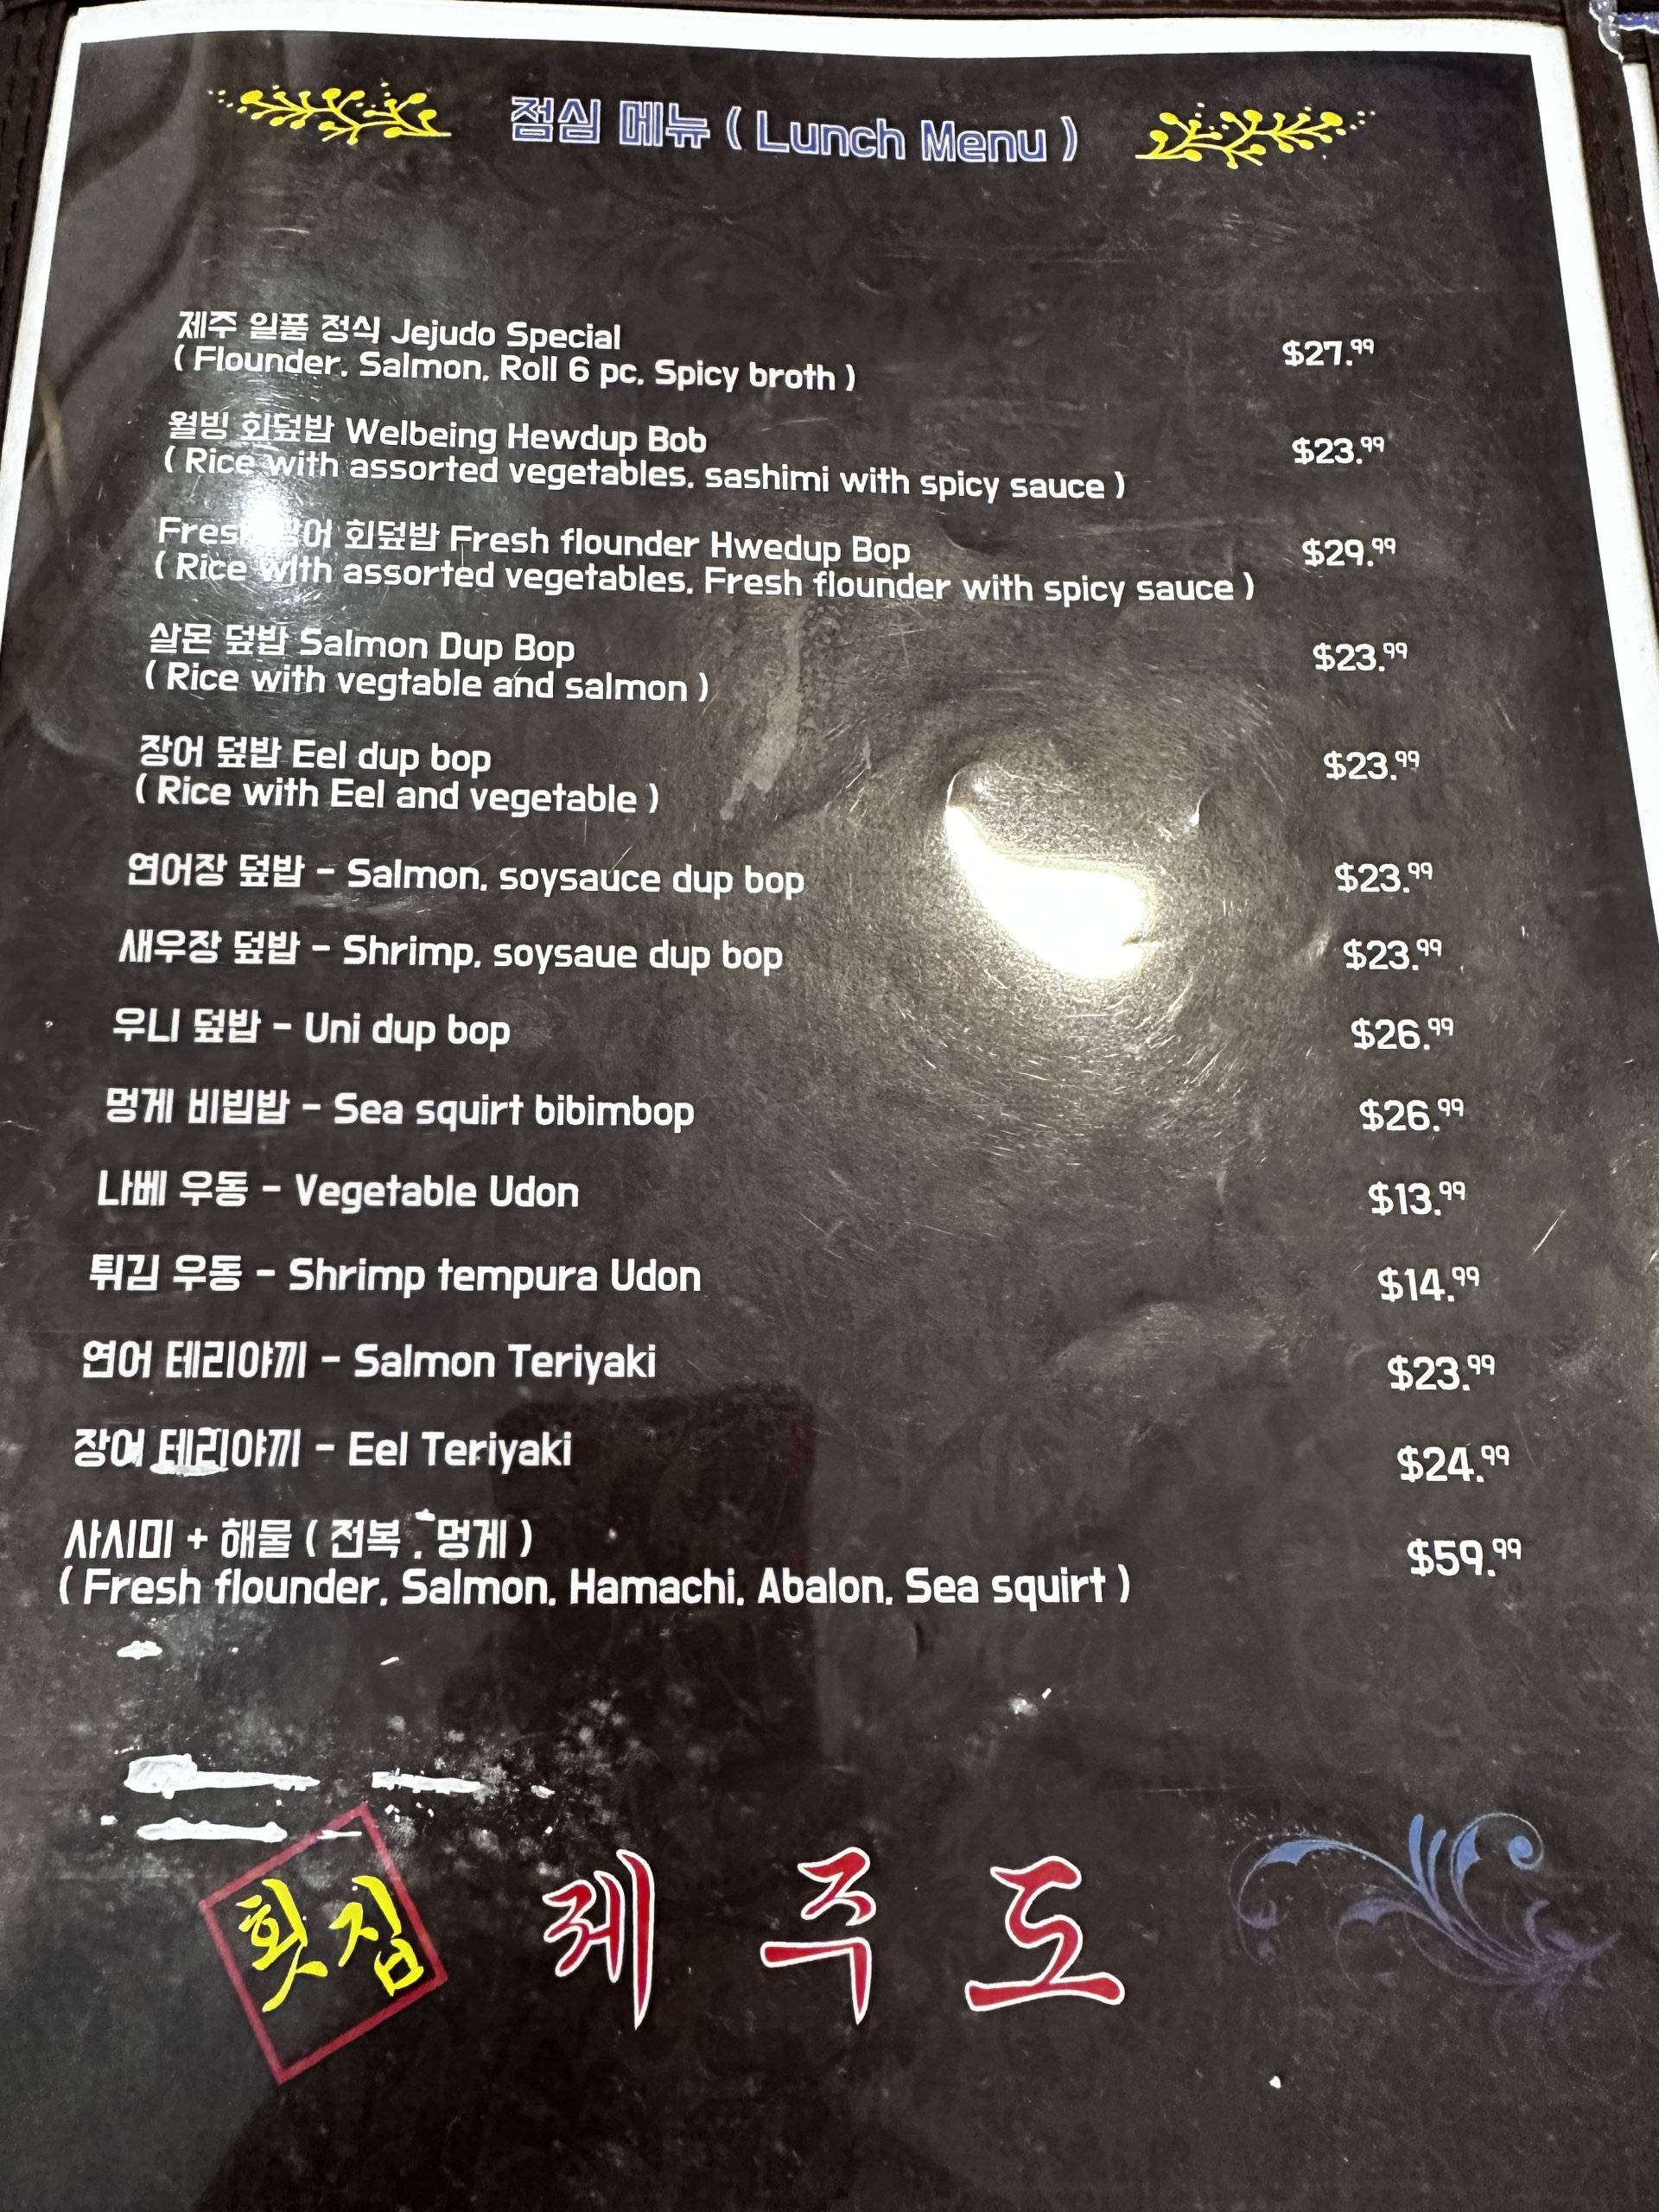 점심 메뉴 ( Lunch Menu )
제주 일품 정식 Jejudo Special $27.99
( Flounder, Salmon, Roll 6 pc, Spicy broth )
웰빙 회덮밥 Welbeing Hewdup Bob $23.99
( Rice with assorted vegetables, sashimi with spicy sauce )
Fresh 광어 회덮밥 Fresh flounder Hwedup Bop $29.99
( Rice with assorted vegetables, Fresh flounder with spicy sauce )
살몬 덮밥 Salmon Dup Bop $23.99
( Rice with vegtable and salmon )
장어 덮밥 Eel dup bop $23.99
( Rice with Eel and vegetable )
연어장 덮밥 - Salmon, soysauce dup bop $23.99
새우장 덮밥 - Shrimp, soysaue dup bop $23.99
우니 덮밥 - Uni dup bop $26.99
멍게 비빔밥 - Sea squirt bibimbop $26.99
나베 우동 - Vegetable Udon $13.99
튀김 우동 - Shrimp tempura Udon $14.99
연어 테리야끼 - Salmon Teriyaki $23.99
장어 테리야끼 - Eel Teriyaki $24.99
사시미 + 해물 ( 전복 , 멍게 ) $59.99
( Fresh flounder, Salmon, Hamachi, Abalon, Sea squirt )
횟집 제주도